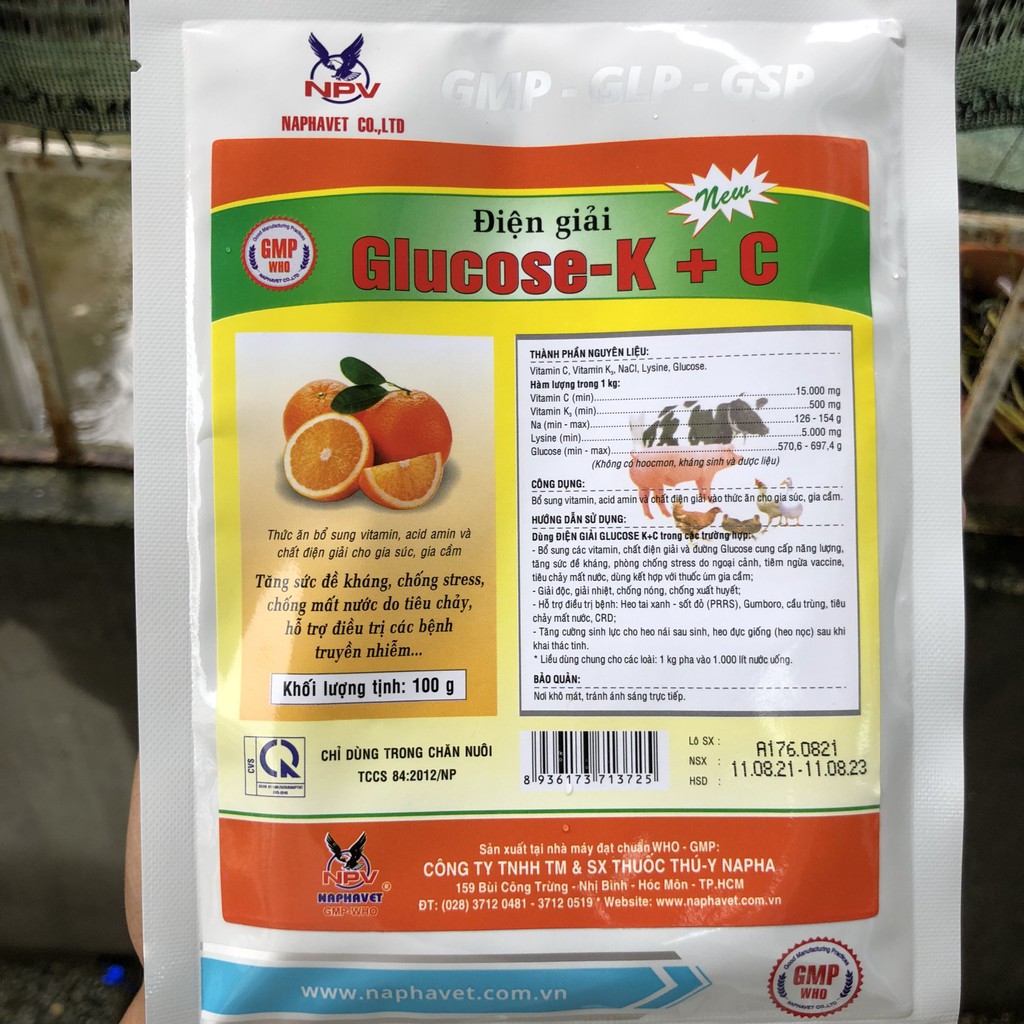 NPV
NAPHAVET CO.,LTD
GMP - GLP - GSP
New
Điện giải
Glucose-K + C
Good Manufacturing Practices
GMP
WHO
NAPHAVET CO.,LTD
Thức ăn bổ sung vitamin, acid amin và
chất điện giải cho gia súc, gia cầm
Tăng sức đề kháng, chống stress,
chống mất nước do tiêu chảy,
hỗ trợ điều trị các bệnh
truyền nhiễm...
Khối lượng tịnh: 100 g
THÀNH PHẦN NGUYÊN LIỆU:
Vitamin C, Vitamin K3, NaCl, Lysine, Glucose.
Hàm lượng trong 1 kg:
Vitamin C (min)...15.000 mg
Vitamin K3 (min)...500 mg
Na (min - max)...126 - 154 g
Lysine (min)...5.000 mg
Glucose (min - max)...570,6 - 697,4 g
(Không có hoocmon, kháng sinh và dược liệu)
CÔNG DỤNG:
Bổ sung vitamin, acid amin và chất điện giải vào thức ăn cho gia súc, gia cầm.
HƯỚNG DẪN SỬ DỤNG:
Dùng ĐIỆN GIẢI GLUCOSE K+C trong các trường hợp:
- Bổ sung các vitamin, chất điện giải và đường Glucose cung cấp năng lượng,
tăng sức đề kháng, phòng chống stress do ngoại cảnh, tiêm ngừa vaccine,
tiêu chảy mất nước, dùng kết hợp với thuốc úm gia cầm;
- Giải độc, giải nhiệt, chống nóng, chống xuất huyết;
- Hỗ trợ điều trị bệnh: Heo tai xanh - sốt đỏ (PRRS), Gumboro, cầu trùng, tiêu
chảy mất nước, CRD;
- Tăng cường sinh lực cho heo nái sau sinh, heo đực giống (heo nọc) sau khi
khai thác tinh.
* Liều dùng chung cho các loài: 1 kg pha vào 1.000 lít nước uống.
BẢO QUẢN:
Nơi khô mát, tránh ánh sáng trực tiếp.
CVS
CHỈ DÙNG TRONG CHĂN NUÔI
TCCS 84:2012/NP
8 936173 713725
Lô SX : A176.0821
NSX : 11.08.21-11.08.23
HSD :
NPV
NAPHAVET ®
GMP-WHO
Sản xuất tại nhà máy đạt chuẩn WHO - GMP:
CÔNG TY TNHH TM & SX THUỐC THÚ-Y NAPHA
159 Bùi Công Trừng - Nhị Bình - Hóc Môn - TP.HCM
ĐT: (028) 3712 0481 - 3712 0519 * Website: www.naphavet.com.vn
www.naphavet.com.vn
Good Manufacturing Practices
GMP
WHO
NAPHAVET CO.,LTD